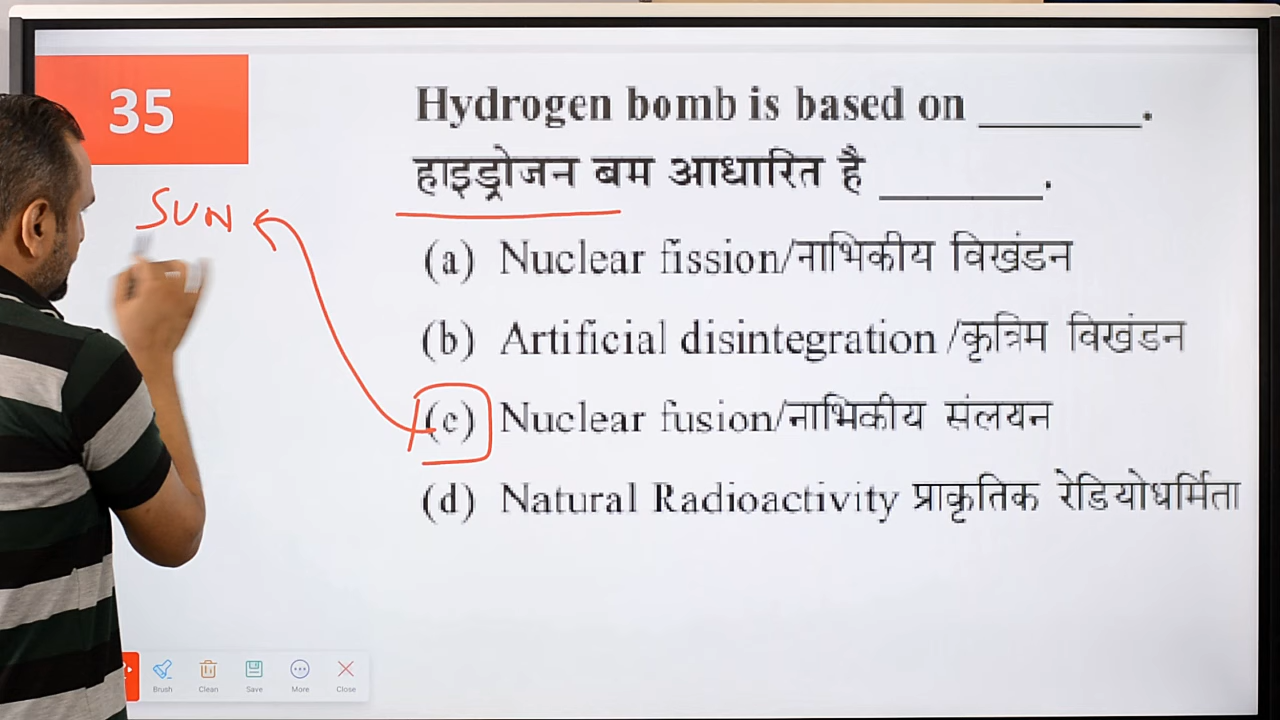 35
Hydrogen bomb is based on ________.
हाइड्रोजन बम आधारित है ________.
SUN
(a) Nuclear fission/नाभिकीय विखंडन
(b) Artificial disintegration /कृत्रिम विखंडन
(c) Nuclear fusion/नाभिकीय संलयन
(d) Natural Radioactivity प्राकृतिक रेडियोधर्मिता
Brush Clean Save More Close